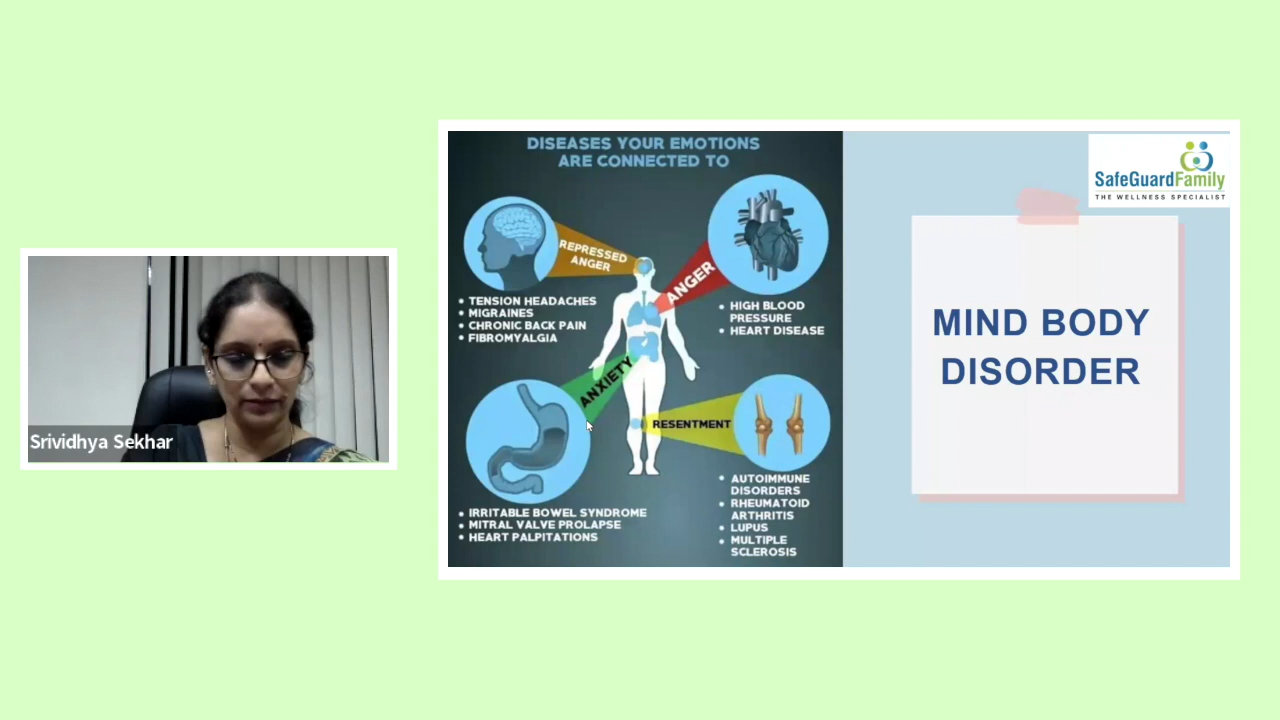 Srividhya Sekhar
DISEASES YOUR EMOTIONS
ARE CONNECTED TO
REPRESSED
ANGER
• TENSION HEADACHES
• MIGRAINES
• CHRONIC BACK PAIN
• FIBROMYALGIA
ANGER
• HIGH BLOOD
PRESSURE
• HEART DISEASE
ANXIETY
• IRRITABLE BOWEL SYNDROME
• MITRAL VALVE PROLAPSE
• HEART PALPITATIONS
RESENTMENT
• AUTOIMMUNE
DISORDERS
• RHEUMATOID
ARTHRITIS
• LUPUS
• MULTIPLE
SCLEROSIS
SafeGuardFamily
THE WELLNESS SPECIALIST
MIND BODY
DISORDER